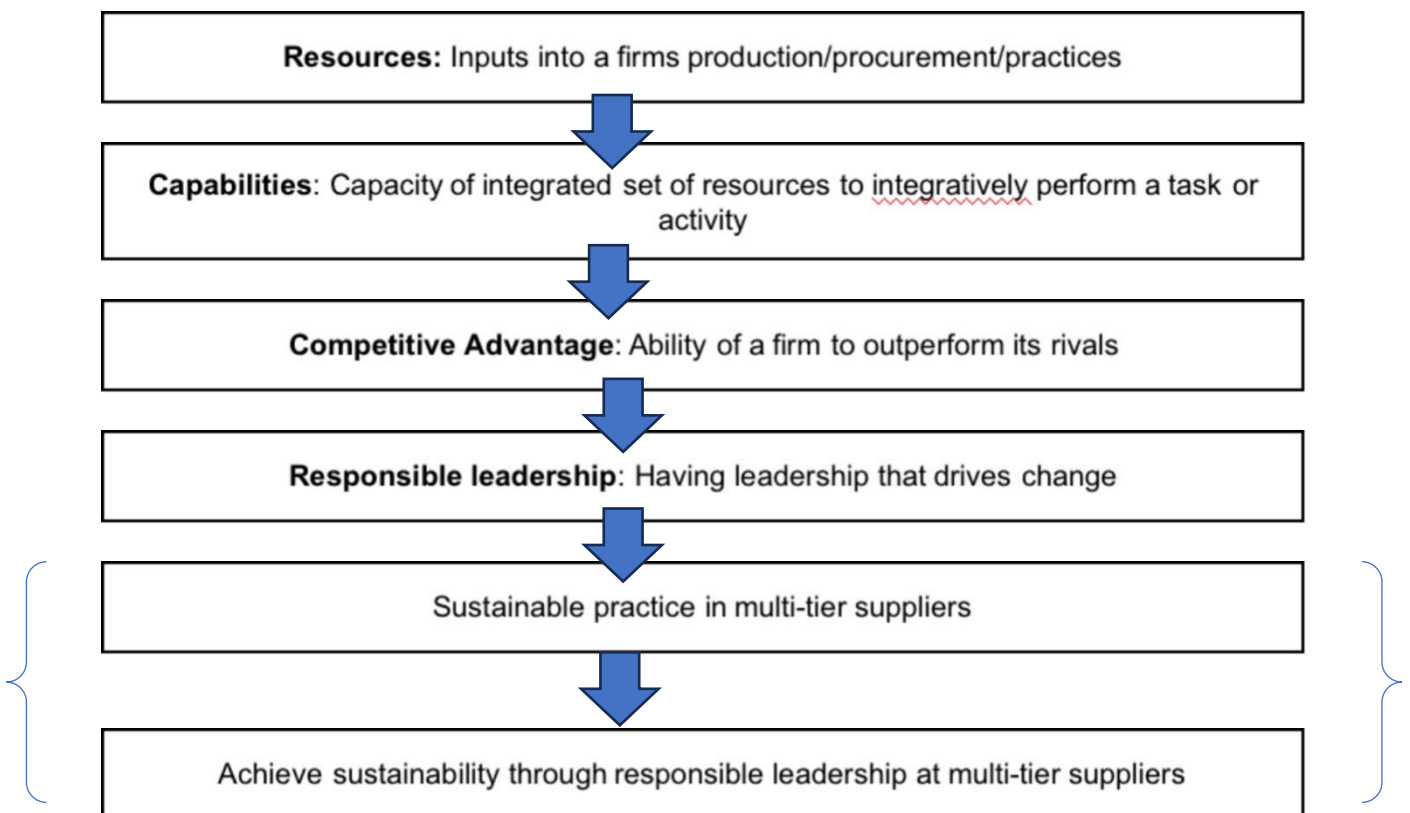 Resources: Inputs into a firms production/procurement/practices
Capabilities: Capacity of integrated set of resources to integratively perform a task or
activity
Competitive Advantage: Ability of a firm to outperform its rivals
Responsible leadership: Having leadership that drives change
Sustainable practice in multi-tier suppliers
Achieve sustainability through responsible leadership at multi-tier suppliers